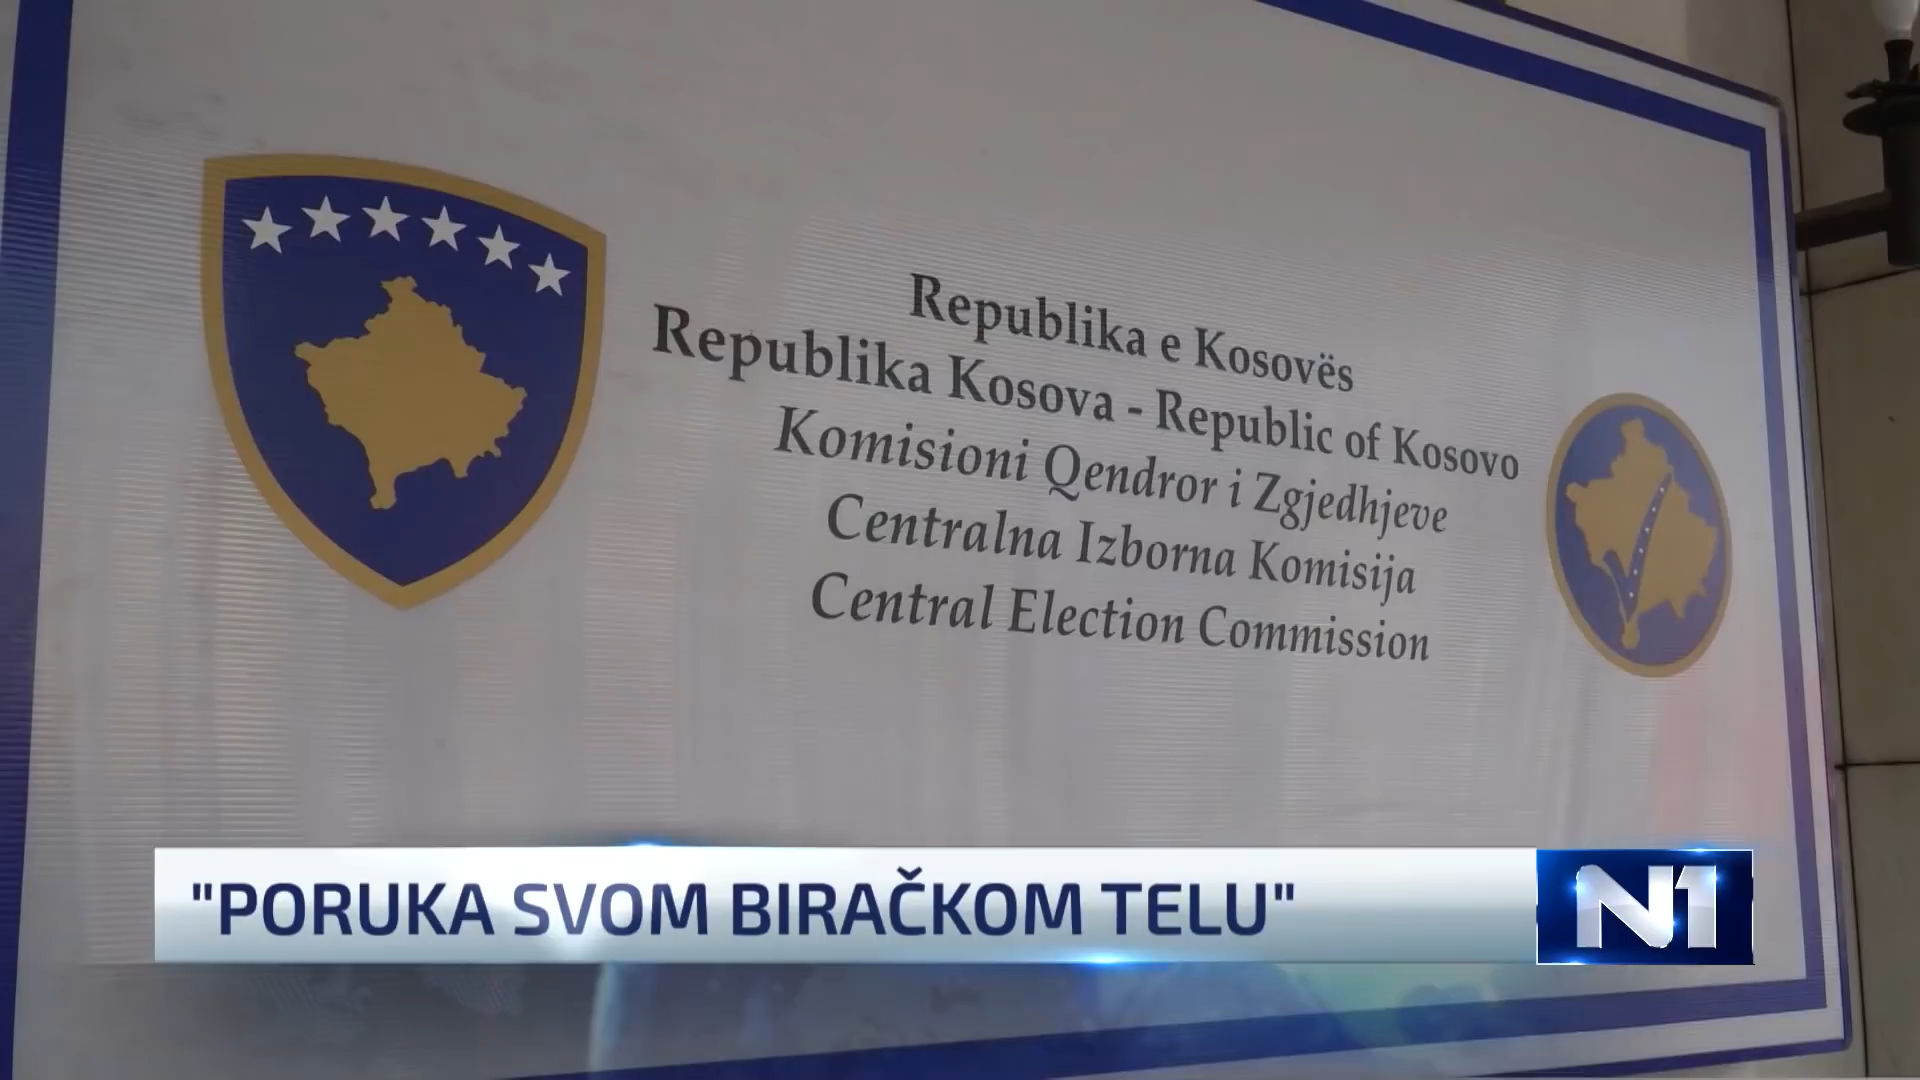 Republika e Kosovës
Republika Kosova - Republic of Kosovo
Komisioni Qendror i Zgjedhjeve
Centralna Izborna Komisija
Central Election Commission
"PORUKA SVOM BIRAČKOM TELU"
N1